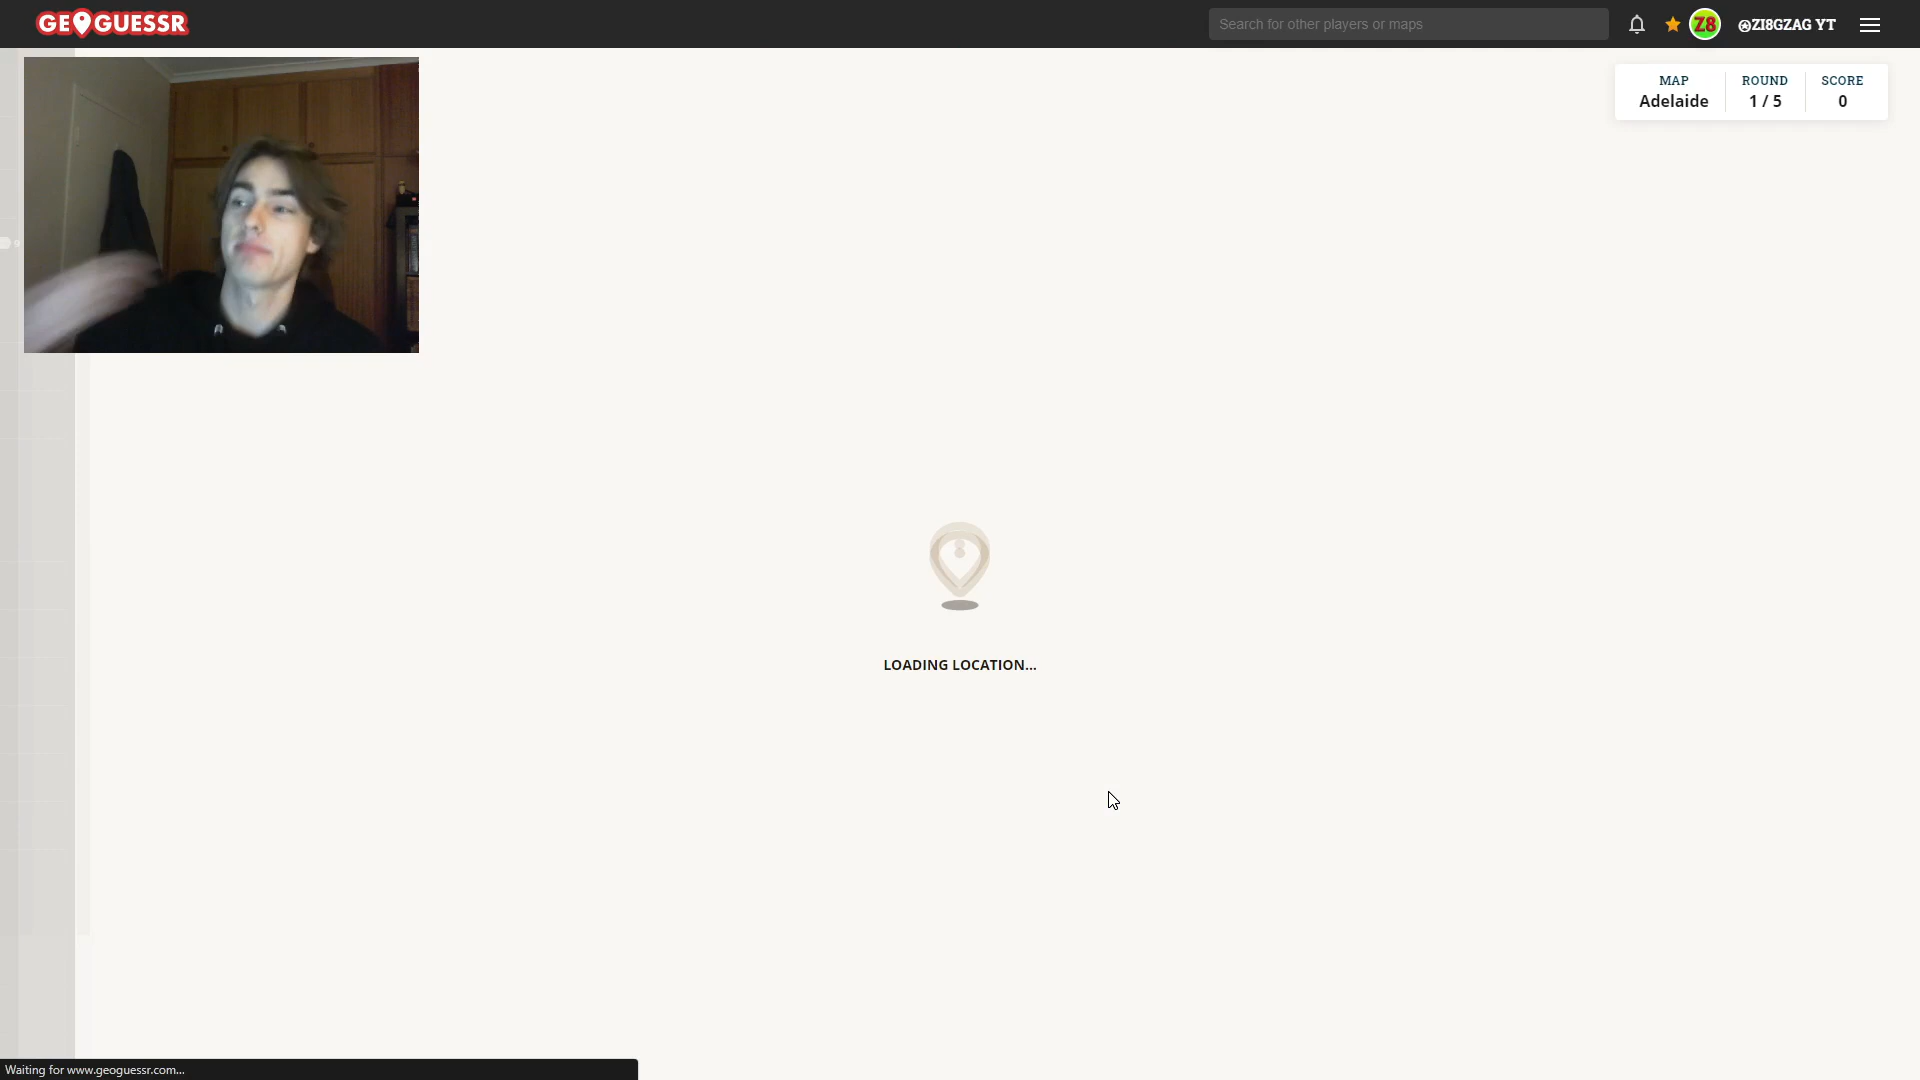 GEOGUESSR
Search for other players or maps
Z8
@ZI8GZAG YT
MAP
ROUND
SCORE
Adelaide
1 / 5
0
LOADING LOCATION...
Waiting for www.geoguessr.com...